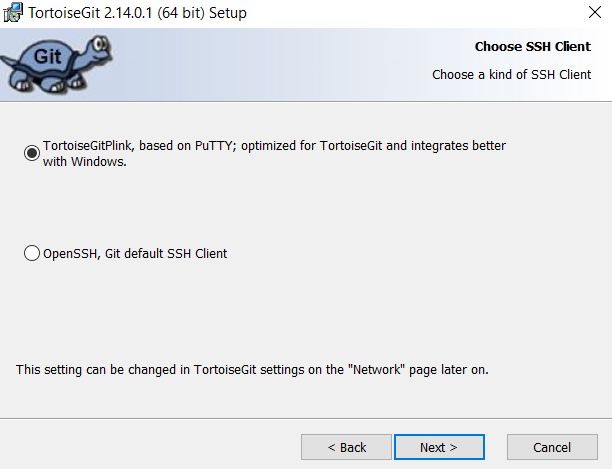 TortoiseGit 2.14.0.1 (64 bit) Setup
Git
Choose SSH Client
Choose a kind of SSH Client
TortoiseGitPlink, based on PuTTY; optimized for TortoiseGit and integrates better
with Windows.
OpenSSH, Git default SSH Client
This setting can be changed in TortoiseGit settings on the "Network" page later on.
< Back
Next >
Cancel